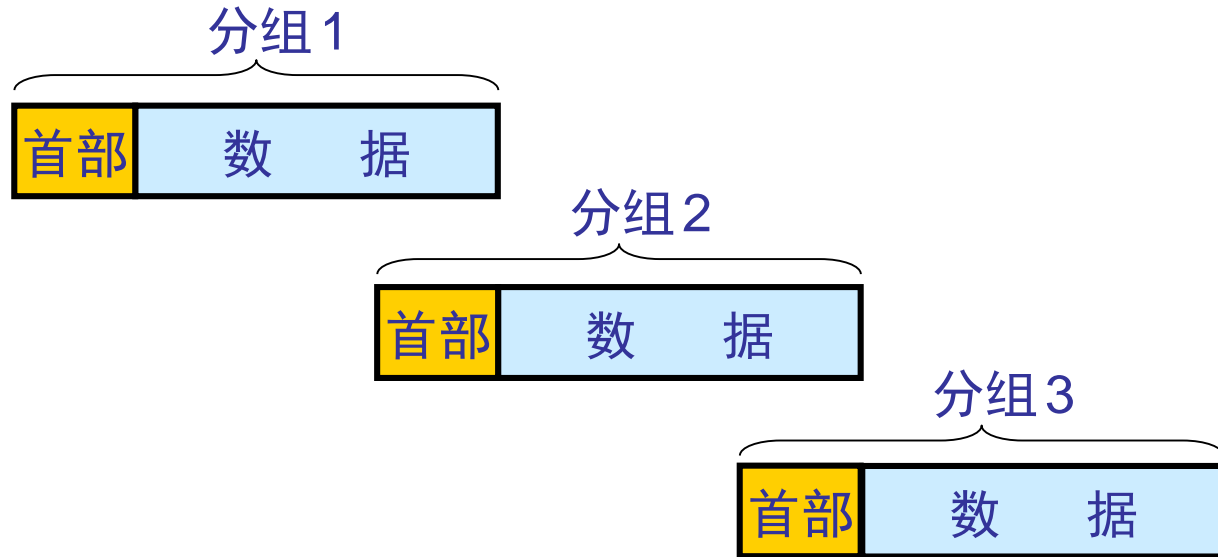 分组1
首部 数 据
分组2
首部 数 据
分组3
首部 数 据